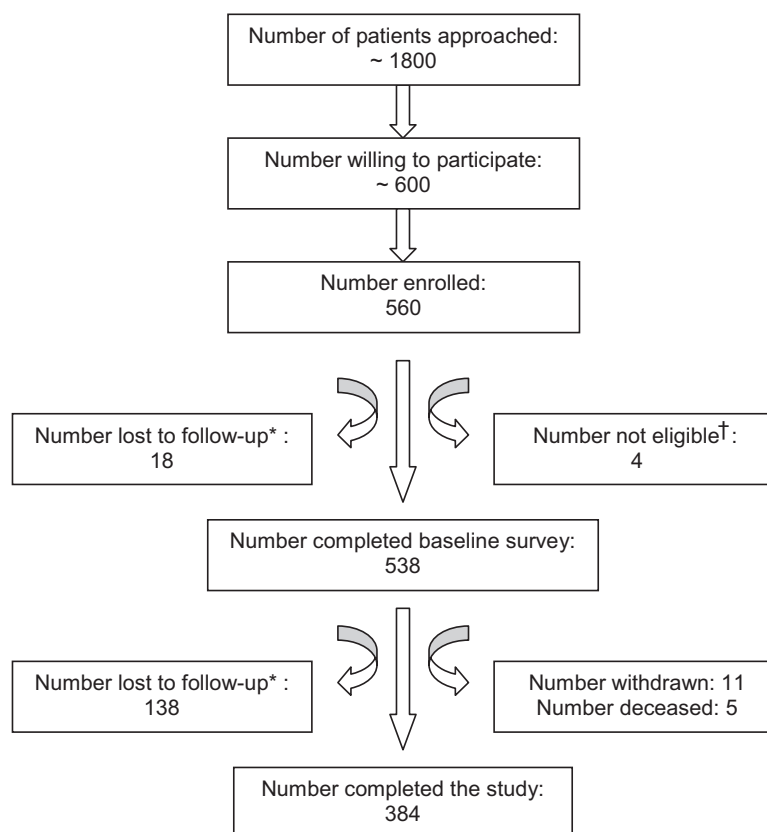 Number of patients approached:
~ 1800
Number willing to participate:
~ 600
Number enrolled:
560
Number lost to follow-up* :
18
Number not eligible†:
4
Number completed baseline survey:
538
Number lost to follow-up* :
138
Number withdrawn: 11
Number deceased: 5
Number completed the study:
384